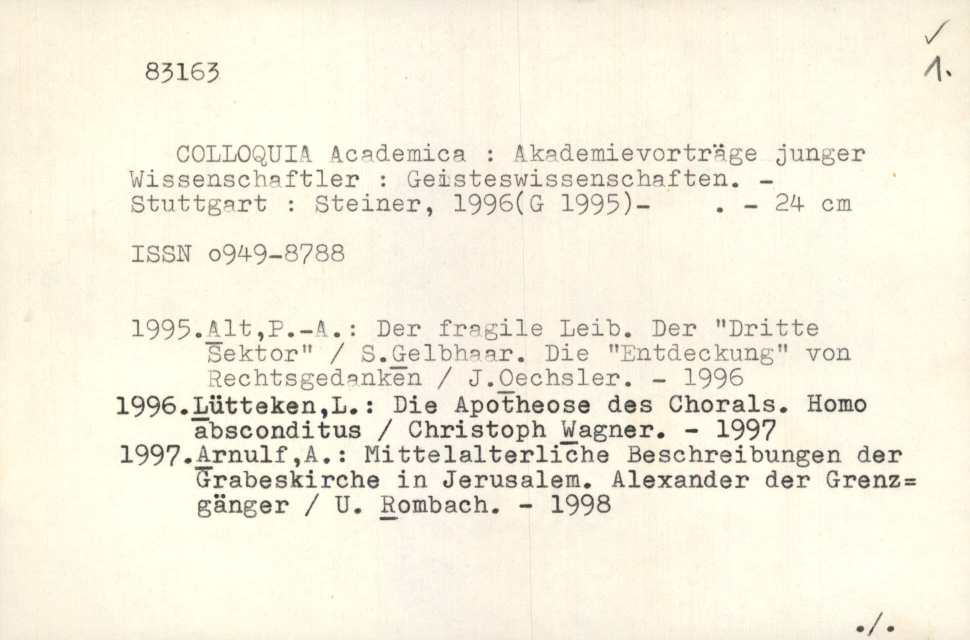 ✓
83163
1.
COLLOQUIA Academica : Akademievorträge junger
Wissenschaftler : Geisteswissenschaften. -
Stuttgart : Steiner, 1996(G 1995)-    . - 24 cm
ISSN o949-8788
1995.Alt,P.-A.: Der fragile Leib. Der "Dritte
Sektor" / S.Gelbhaar. Die "Entdeckung" von
Rechtsgedanken / J.Oechsler. - 1996
1996.Lütteken,L.: Die Apotheose des Chorals. Homo
absconditus / Christoph Wagner. - 1997
1997.Arnulf,A.: Mittelalterliche Beschreibungen der
Grabeskirche in Jerusalem. Alexander der Grenz=
gänger / U. Rombach. - 1998
./.